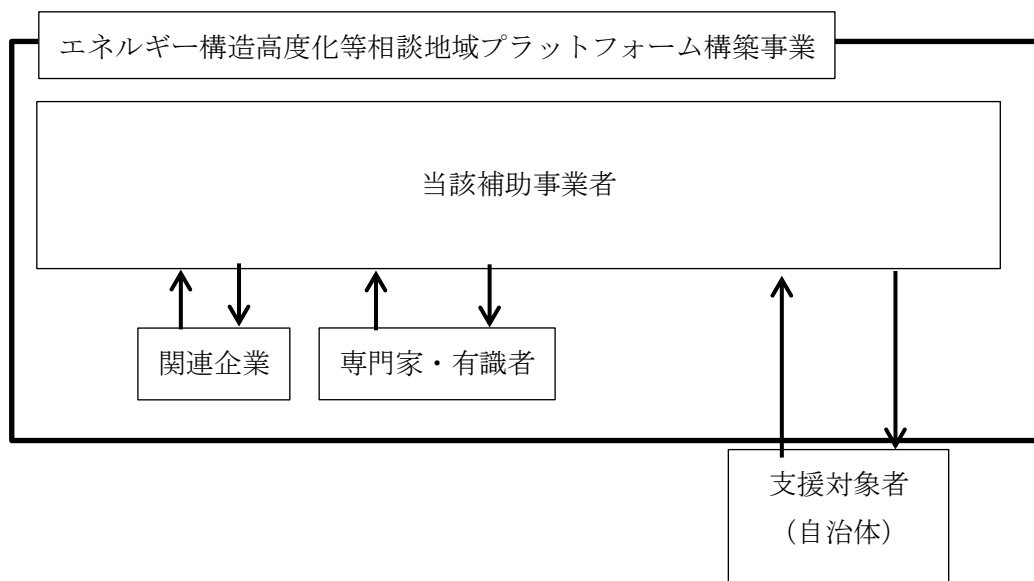 エネルギー構造高度化等相談地域プラットフォーム構築事業
当該補助事業者
関連企業
専門家・有識者
支援対象者
（自治体）